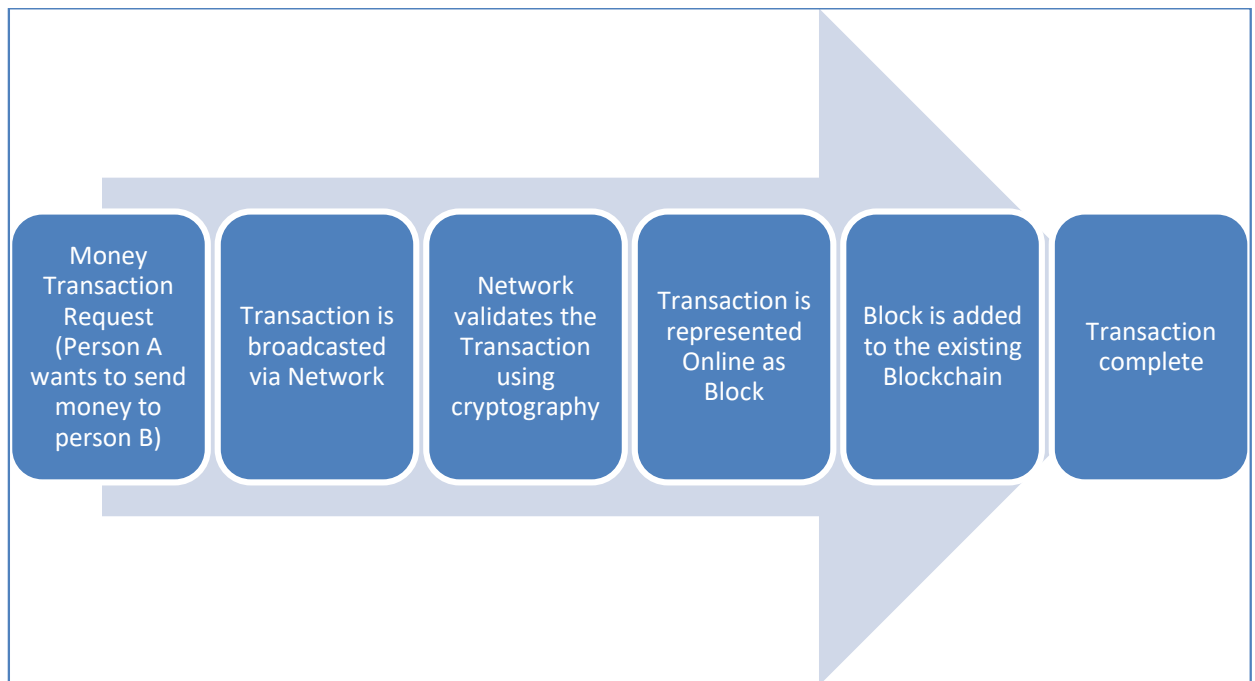 Money
Transaction
Request
(Person A
wants to send
money to
person B)
Transaction is
broadcasted
via Network
Network
validates the
Transaction
using
cryptography
Transaction is
represented
Online as
Block
Block is added
to the existing
Blockchain
Transaction
complete